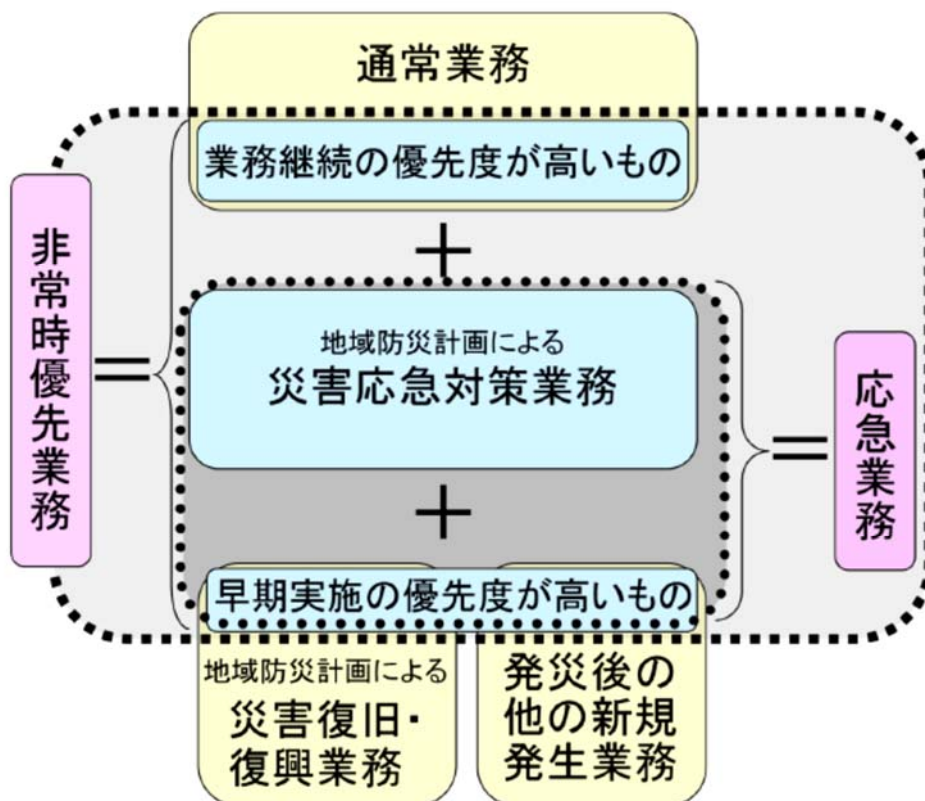 通常業務
業務継続の優先度が高いもの
+
非常時優先業務
=
地域防災計画による
災害応急対策業務
=
応急業務
+
早期実施の優先度が高いもの
地域防災計画による
災害復旧・
復興業務
発災後の
他の新規
発生業務